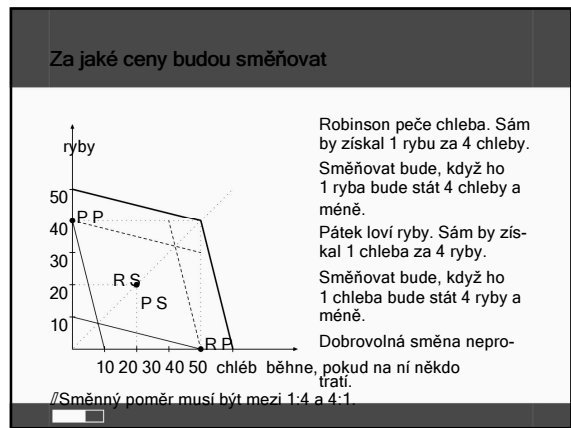 Za jaké ceny budou směňovat
ryby
50
40
30
20
10
P P
R S
P S
R P
10 20 30 40 50 chléb
Robinson peče chleba. Sám
by získal 1 rybu za 4 chleby.
Směňovat bude, když ho
1 ryba bude stát 4 chleby a
méně.
Pátek loví ryby. Sám by zís-
kal 1 chleba za 4 ryby.
Směňovat bude, když ho
1 chleba bude stát 4 ryby a
méně.
Dobrovolná směna nepro-
běhne, pokud na ní někdo
tratí.
//Směnný poměr musí být mezi 1:4 a 4:1.